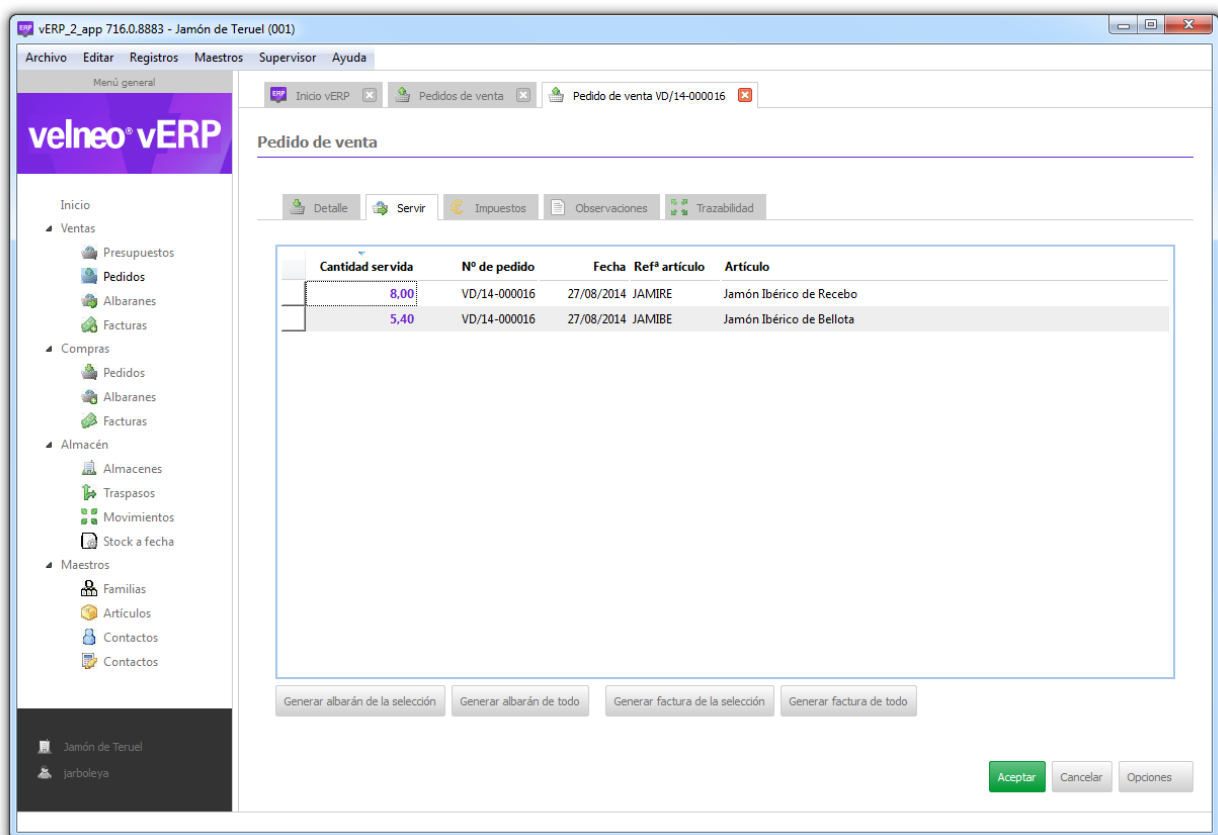 ERP vERP_2_app 716.0.8883 - Jamón de Teruel (001)
Archivo Editar Registros Maestros Supervisor Ayuda
Menú general
velneo® vERP
Inicio
Ventas
Presupuestos
Pedidos
Albaranes
Facturas
Compras
Pedidos
Albaranes
Facturas
Almacén
Almacenes
Traspasos
Movimientos
Stock a fecha
Maestros
Familias
Artículos
Contactos
Contactos
Jamón de Teruel
jarboleya
ERP Inicio vERP Pedidos de venta Pedido de venta VD/14-000016
Pedido de venta
Detalle Servir Impuestos Observaciones Trazabilidad
Cantidad servida Nº de pedido Fecha Refª artículo Artículo
8,00 VD/14-000016 27/08/2014 JAMIRE Jamón Ibérico de Recebo
5,40 VD/14-000016 27/08/2014 JAMIBE Jamón Ibérico de Bellota
Generar albarán de la selección Generar albarán de todo Generar factura de la selección Generar factura de todo
Aceptar Cancelar Opciones